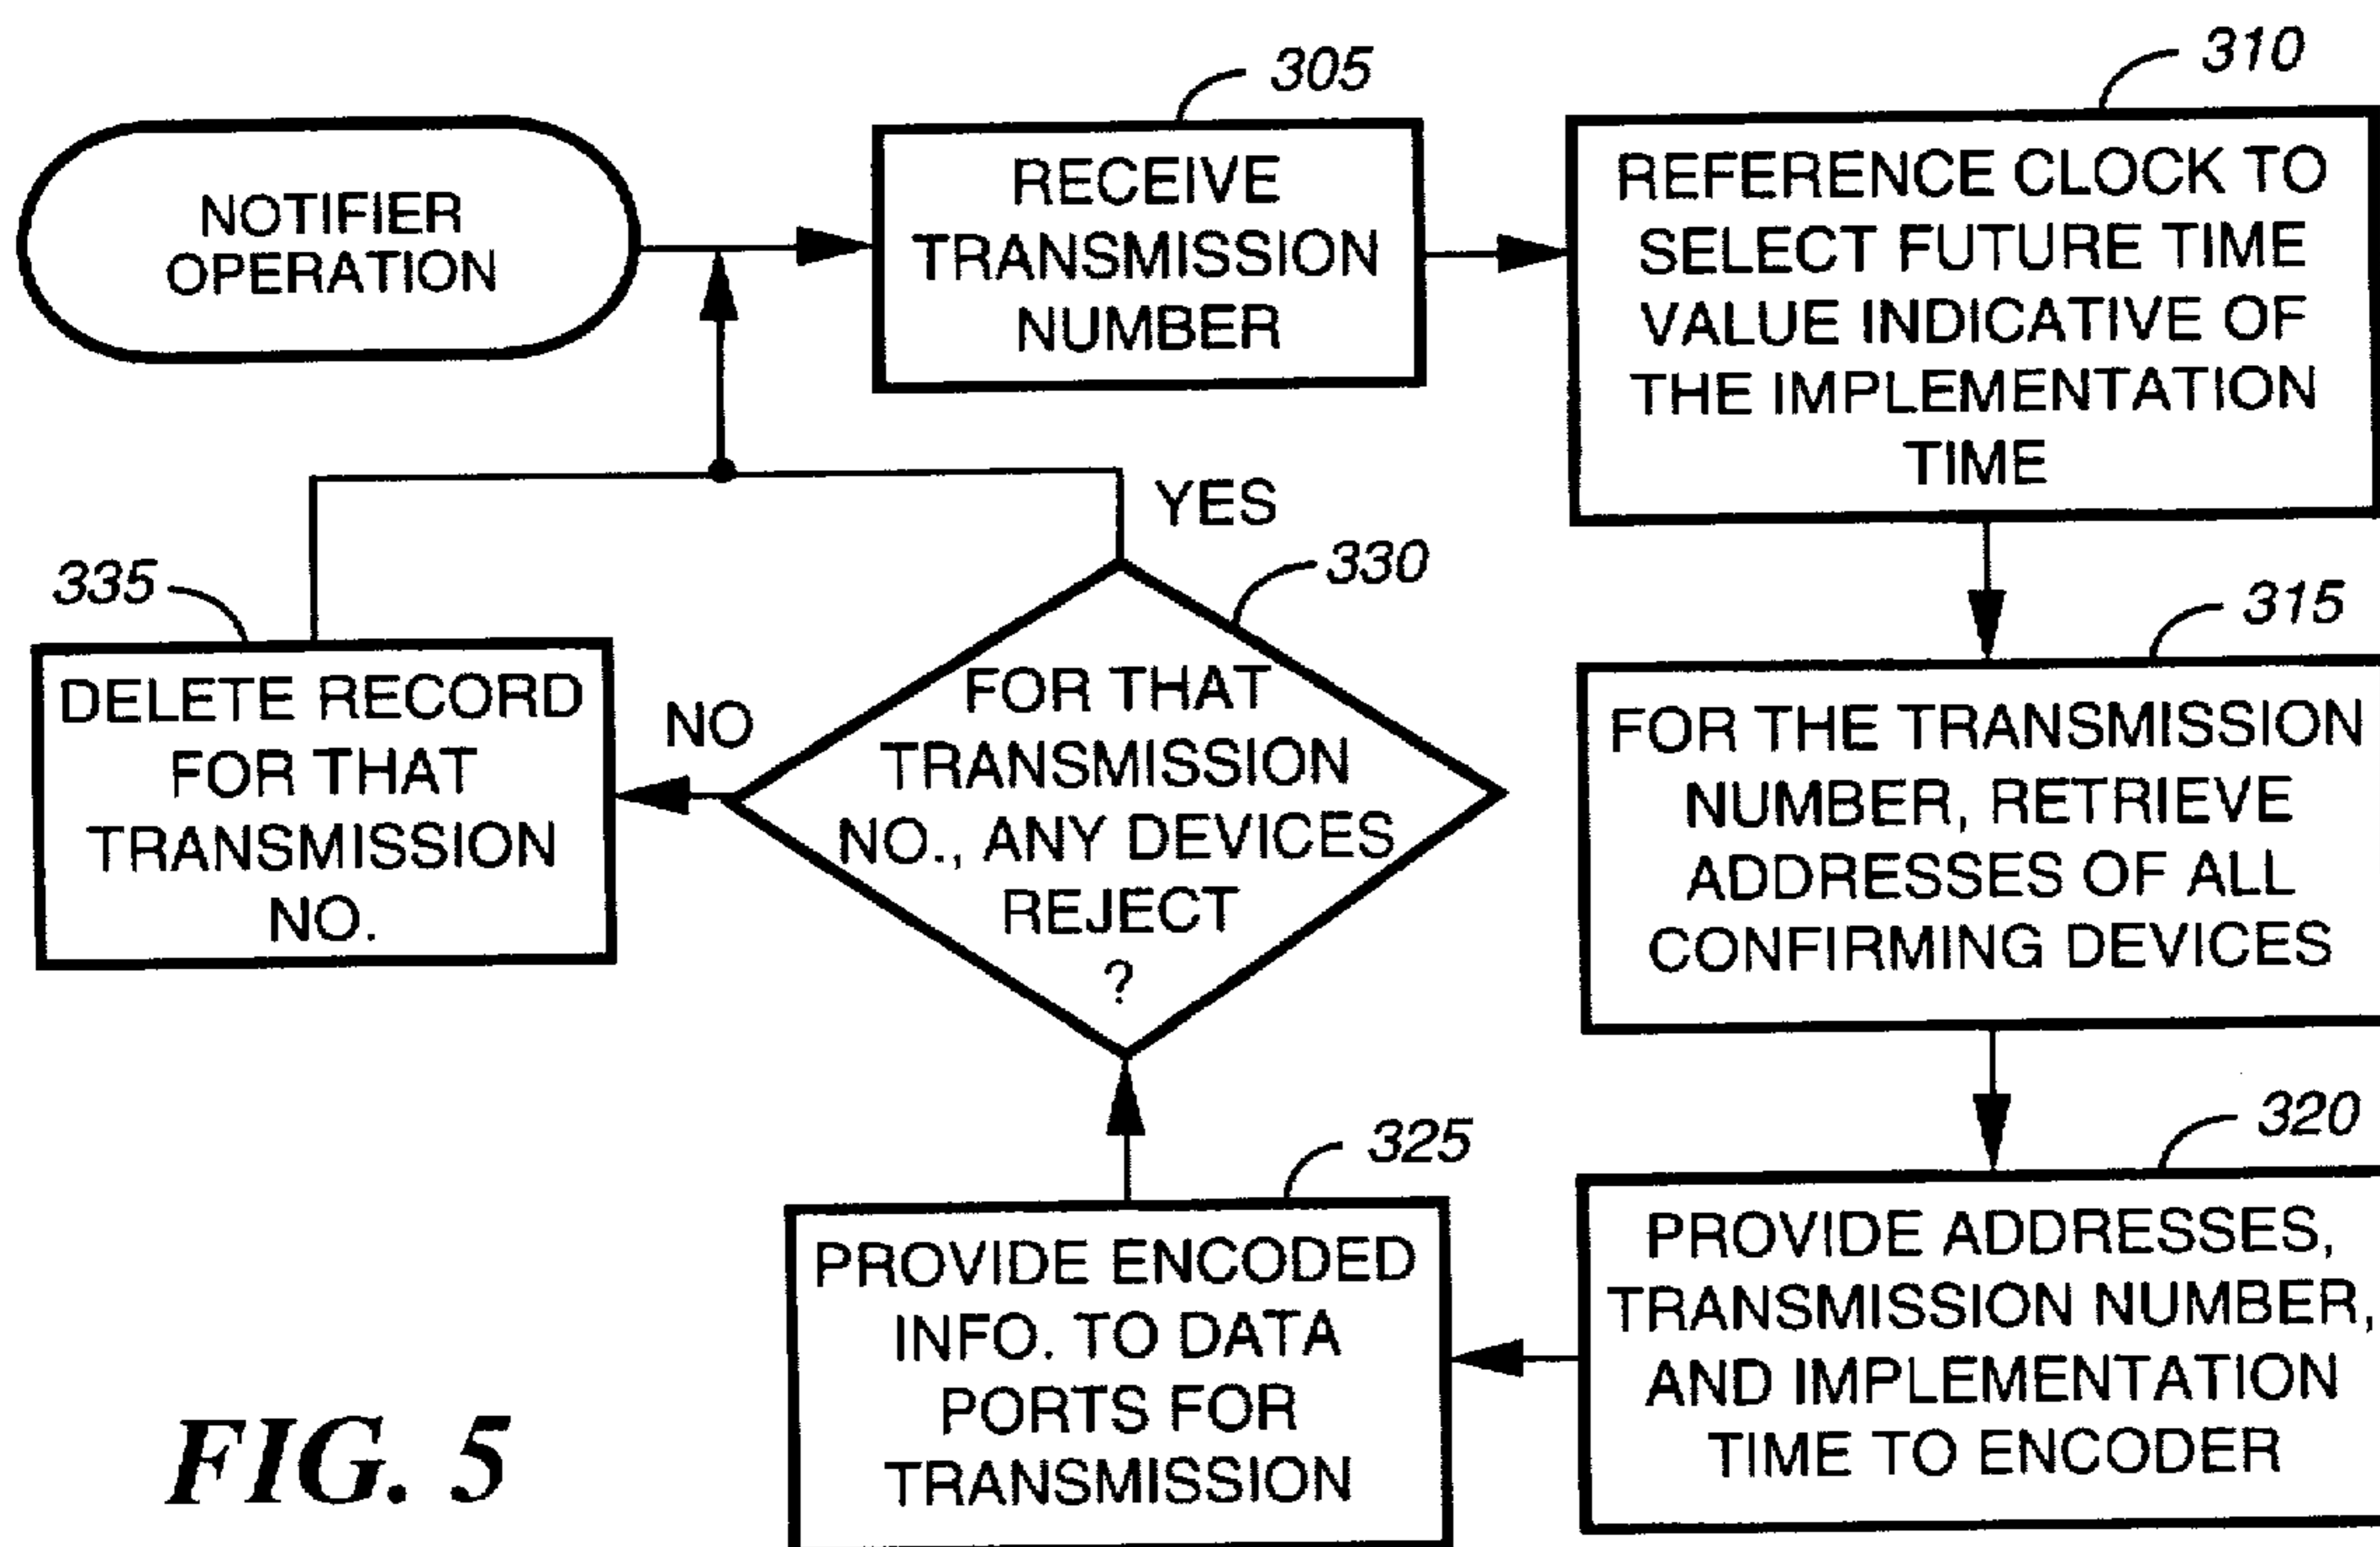 NOTIFIER
OPERATION
305
RECEIVE
TRANSMISSION
NUMBER
310
REFERENCE CLOCK TO
SELECT FUTURE TIME
VALUE INDICATIVE OF
THE IMPLEMENTATION
TIME
315
FOR THE TRANSMISSION
NUMBER, RETRIEVE
ADDRESSES OF ALL
CONFIRMING DEVICES
320
PROVIDE ADDRESSES,
TRANSMISSION NUMBER,
AND IMPLEMENTATION
TIME TO ENCODER
325
PROVIDE ENCODED
INFO. TO DATA
PORTS FOR
TRANSMISSION
330
FOR THAT
TRANSMISSION
NO., ANY DEVICES
REJECT
?
YES
NO
335
DELETE RECORD
FOR THAT
TRANSMISSION
NO.
FIG. 5